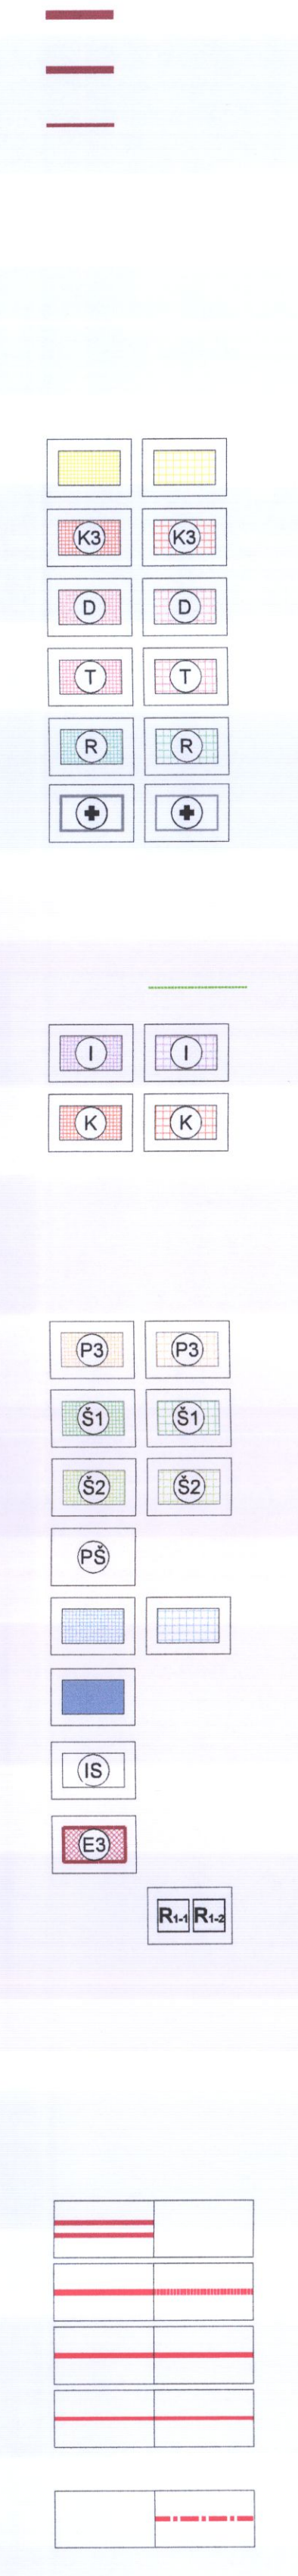 K3 K3
D D
T T
R R
I I
K K
P3 P3
Š1 Š1
Š2 Š2
PŠ
IS
E3
R1-1 R1-2